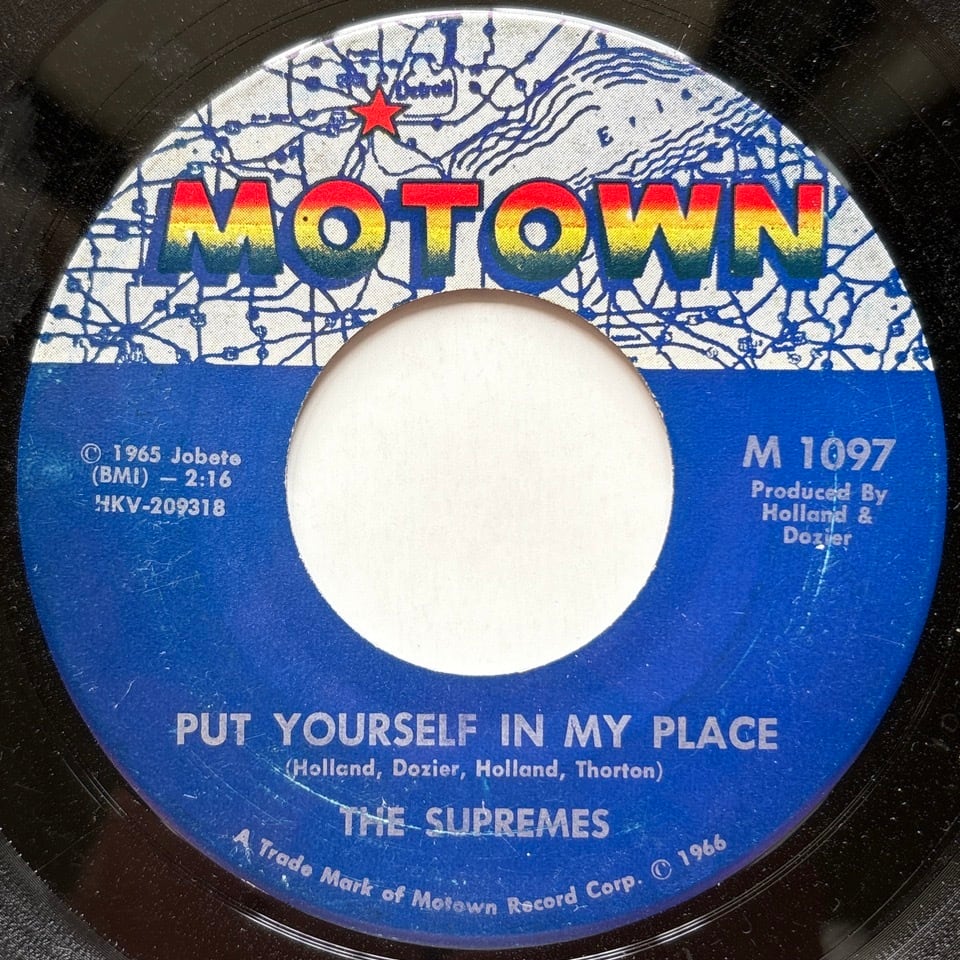 Detroit
E R I
MOTOWN
© 1965 Jobete
(BMI) — 2:16
HKV-209318
M 1097
Produced By
Holland &
Dozier
PUT YOURSELF IN MY PLACE
(Holland, Dozier, Holland, Thorton)
THE SUPREMES
A Trade Mark of Motown Record Corp. © 1966